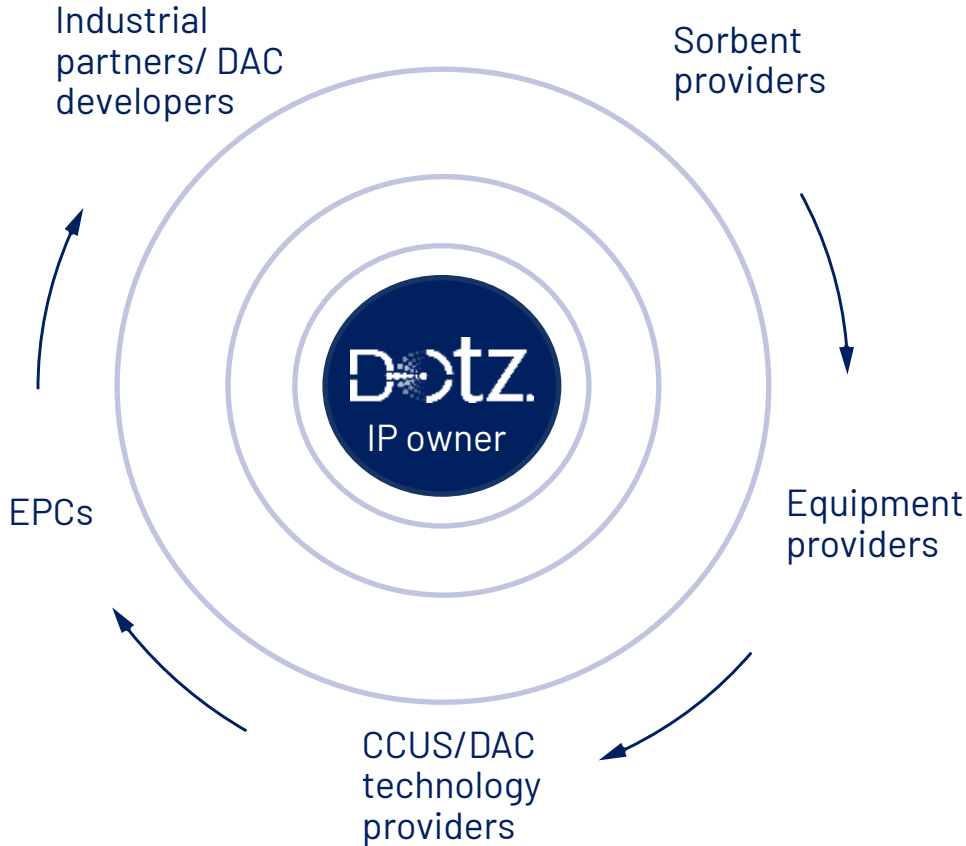 Industrial
partners/ DAC
developers
Sorbent
providers
Dotz.
IP owner
EPCs
Equipment
providers
CCUS/DAC
technology
providers